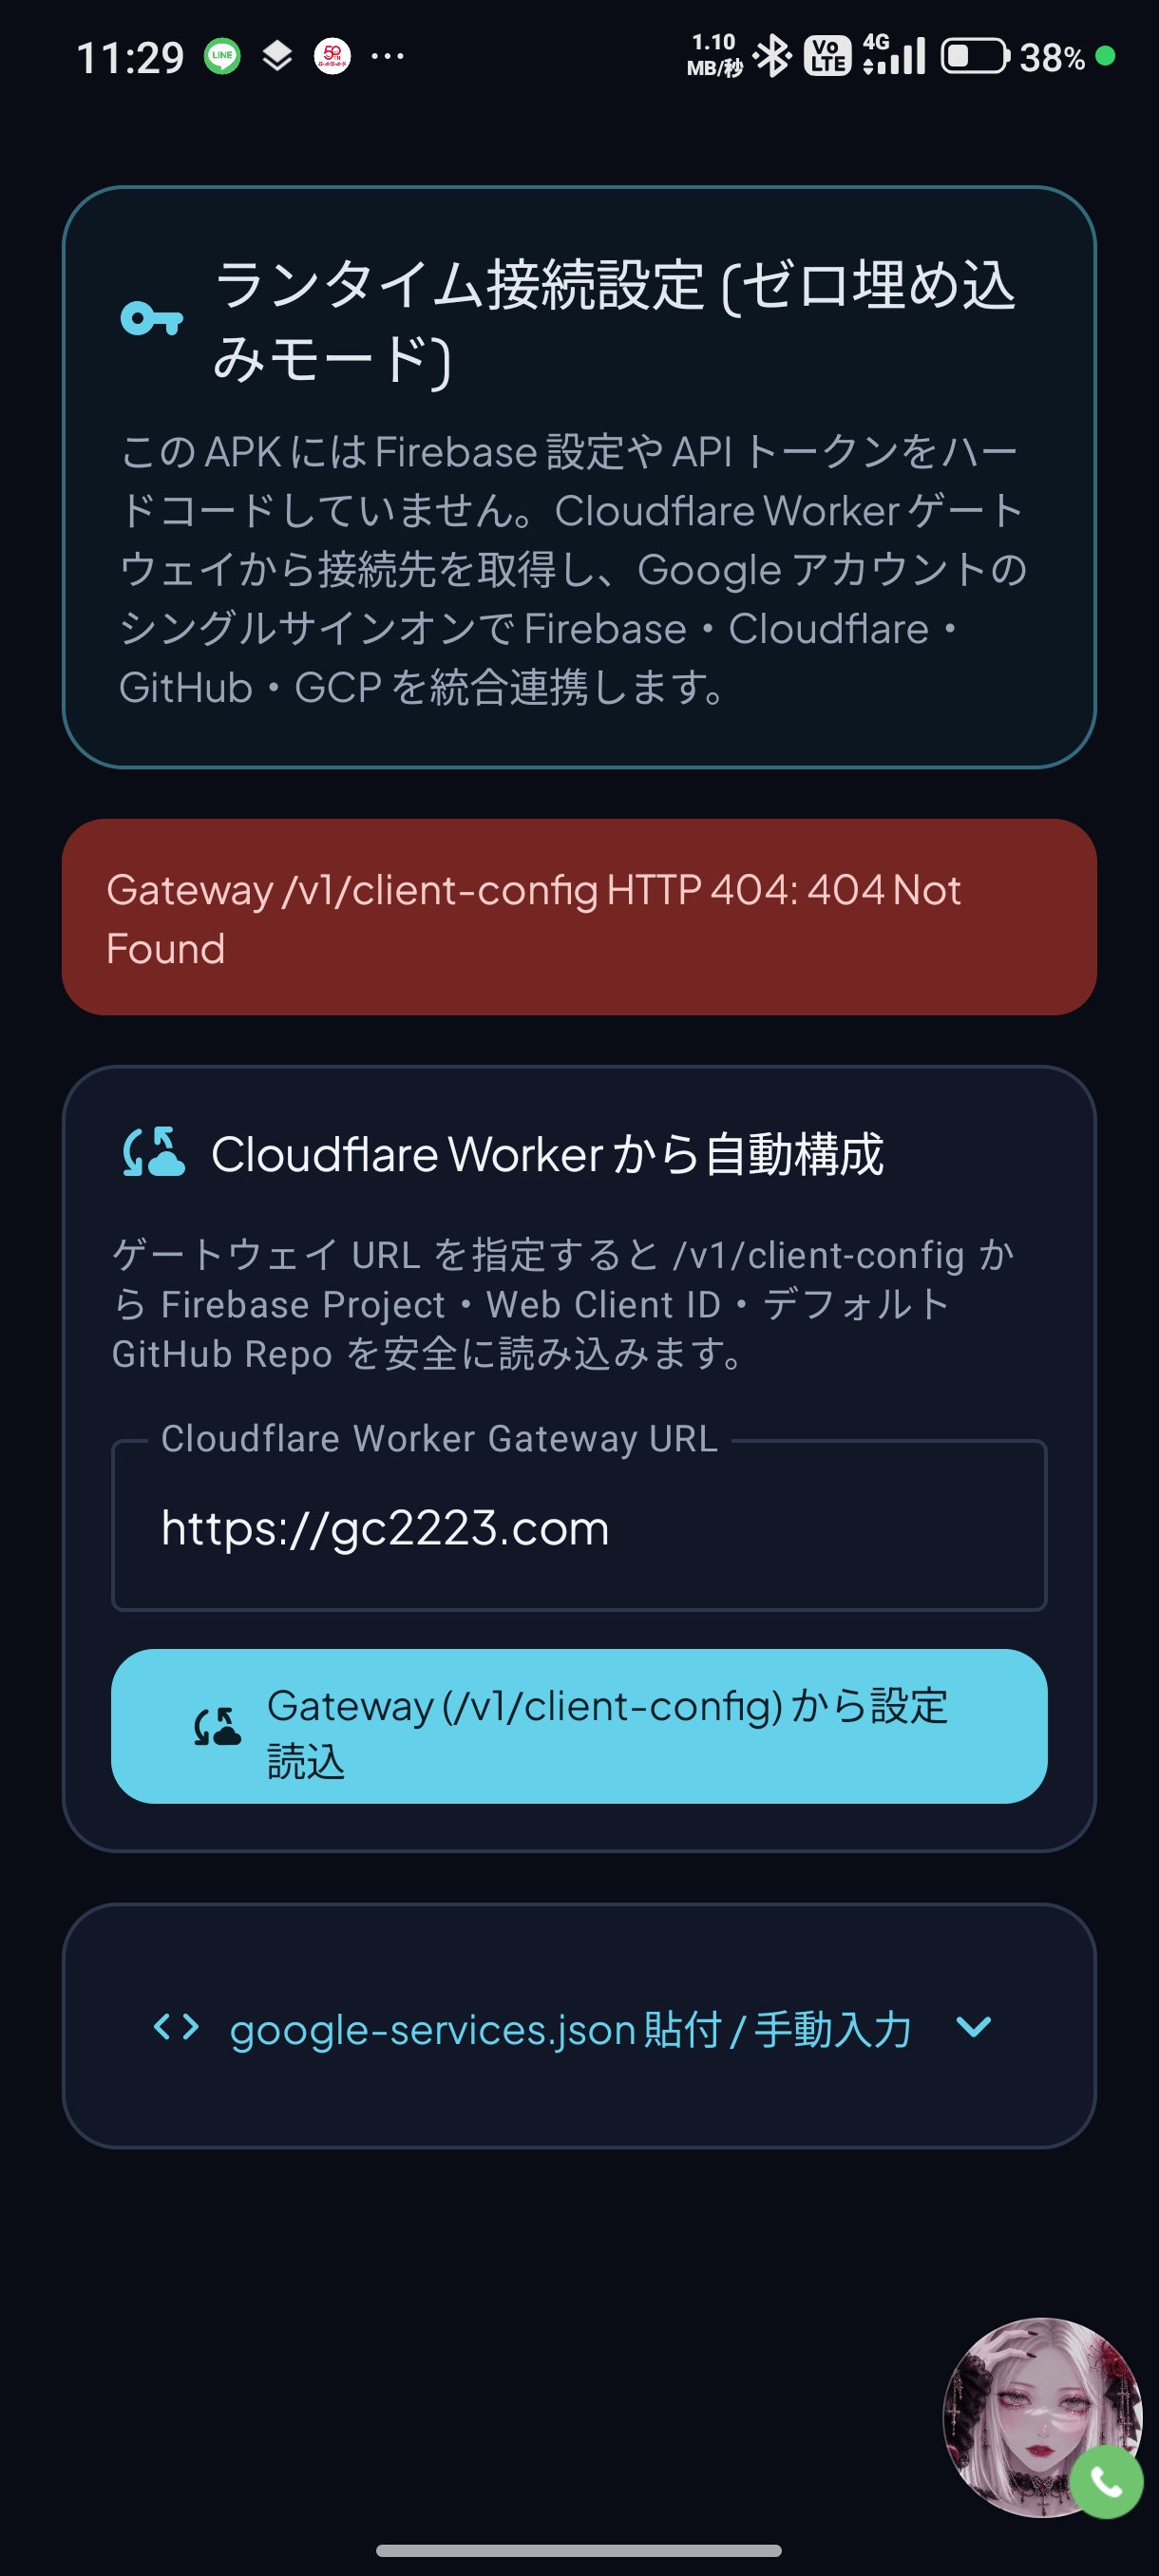 11:29
LINE
1.10
MB/秒
Vo
LTE
4G
38%
ランタイム接続設定 (ゼロ埋め込
みモード)
この APK には Firebase 設定や API トークンをハー
ドコードしていません。Cloudflare Worker ゲート
ウェイから接続先を取得し、Google アカウントの
シングルサインオンで Firebase・Cloudflare・
GitHub・GCP を統合連携します。
Gateway /v1/client-config HTTP 404: 404 Not
Found
Cloudflare Worker から自動構成
ゲートウェイ URL を指定すると /v1/client-config か
ら Firebase Project・Web Client ID・デフォルト
GitHub Repo を安全に読み込みます。
Cloudflare Worker Gateway URL
https://gc2223.com
Gateway (/v1/client-config) から設定
読込
google-services.json 貼付 / 手動入力